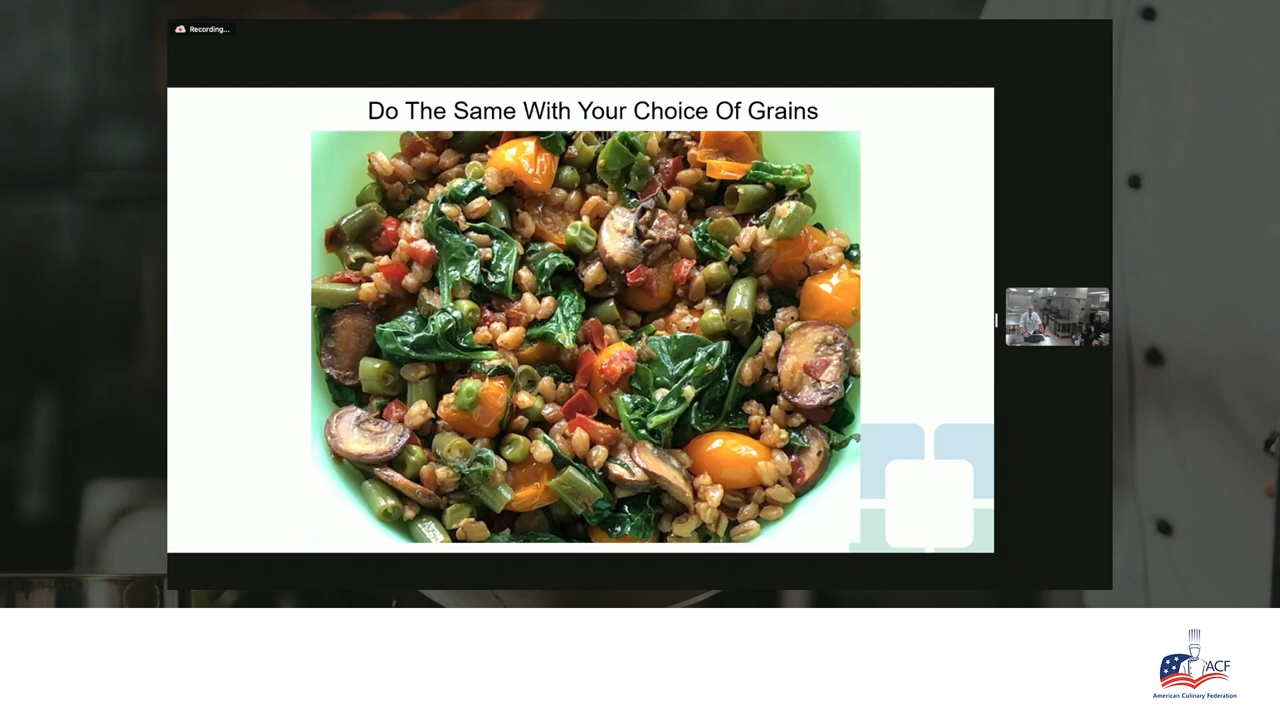 Recording...
Do The Same With Your Choice Of Grains
ACF
American Culinary Federation